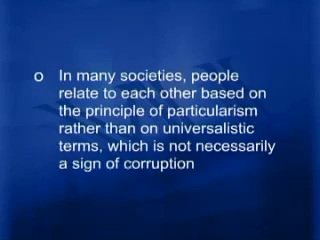 o In many societies, people
relate to each other based on
the principle of particularism
rather than on universalistic
terms, which is not necessarily
a sign of corruption